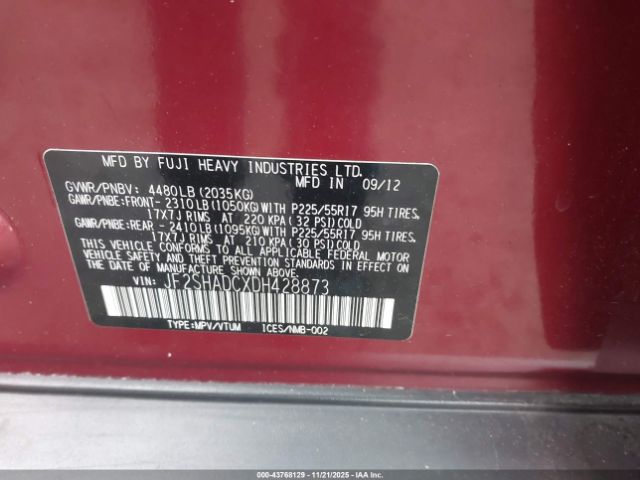 MFD BY FUJI HEAVY INDUSTRIES LTD.
MFD IN 09/12
GVWR/PNBV: 4480LB(2035KG)
GAWR/PNBE:FRONT- 2310LB(1050KG)WITH P225/55R17 95H TIRES.
17X7J RIMS AT 220 KPA(32 PSI)COLD
GAWR/PNBE:REAR - 2410LB(1095KG)WITH P225/55R17 95H TIRES.
17X7J RIMS AT 210 KPA(30 PSI)COLD
THIS VEHICLE CONFORMS TO ALL APPLICABLE FEDERAL MOTOR
VEHICLE SAFETY STANDARDS IN EFFECT ON THE DATE OF
MANUFACTURE SHOWN ABOVE.
VIN: JF2SHADCXDH428873
TYPE:MPV/VTUM ICES/NMB-002
000-43768129 - 11/21/2025 - COPYRIGHT IAA, LLC